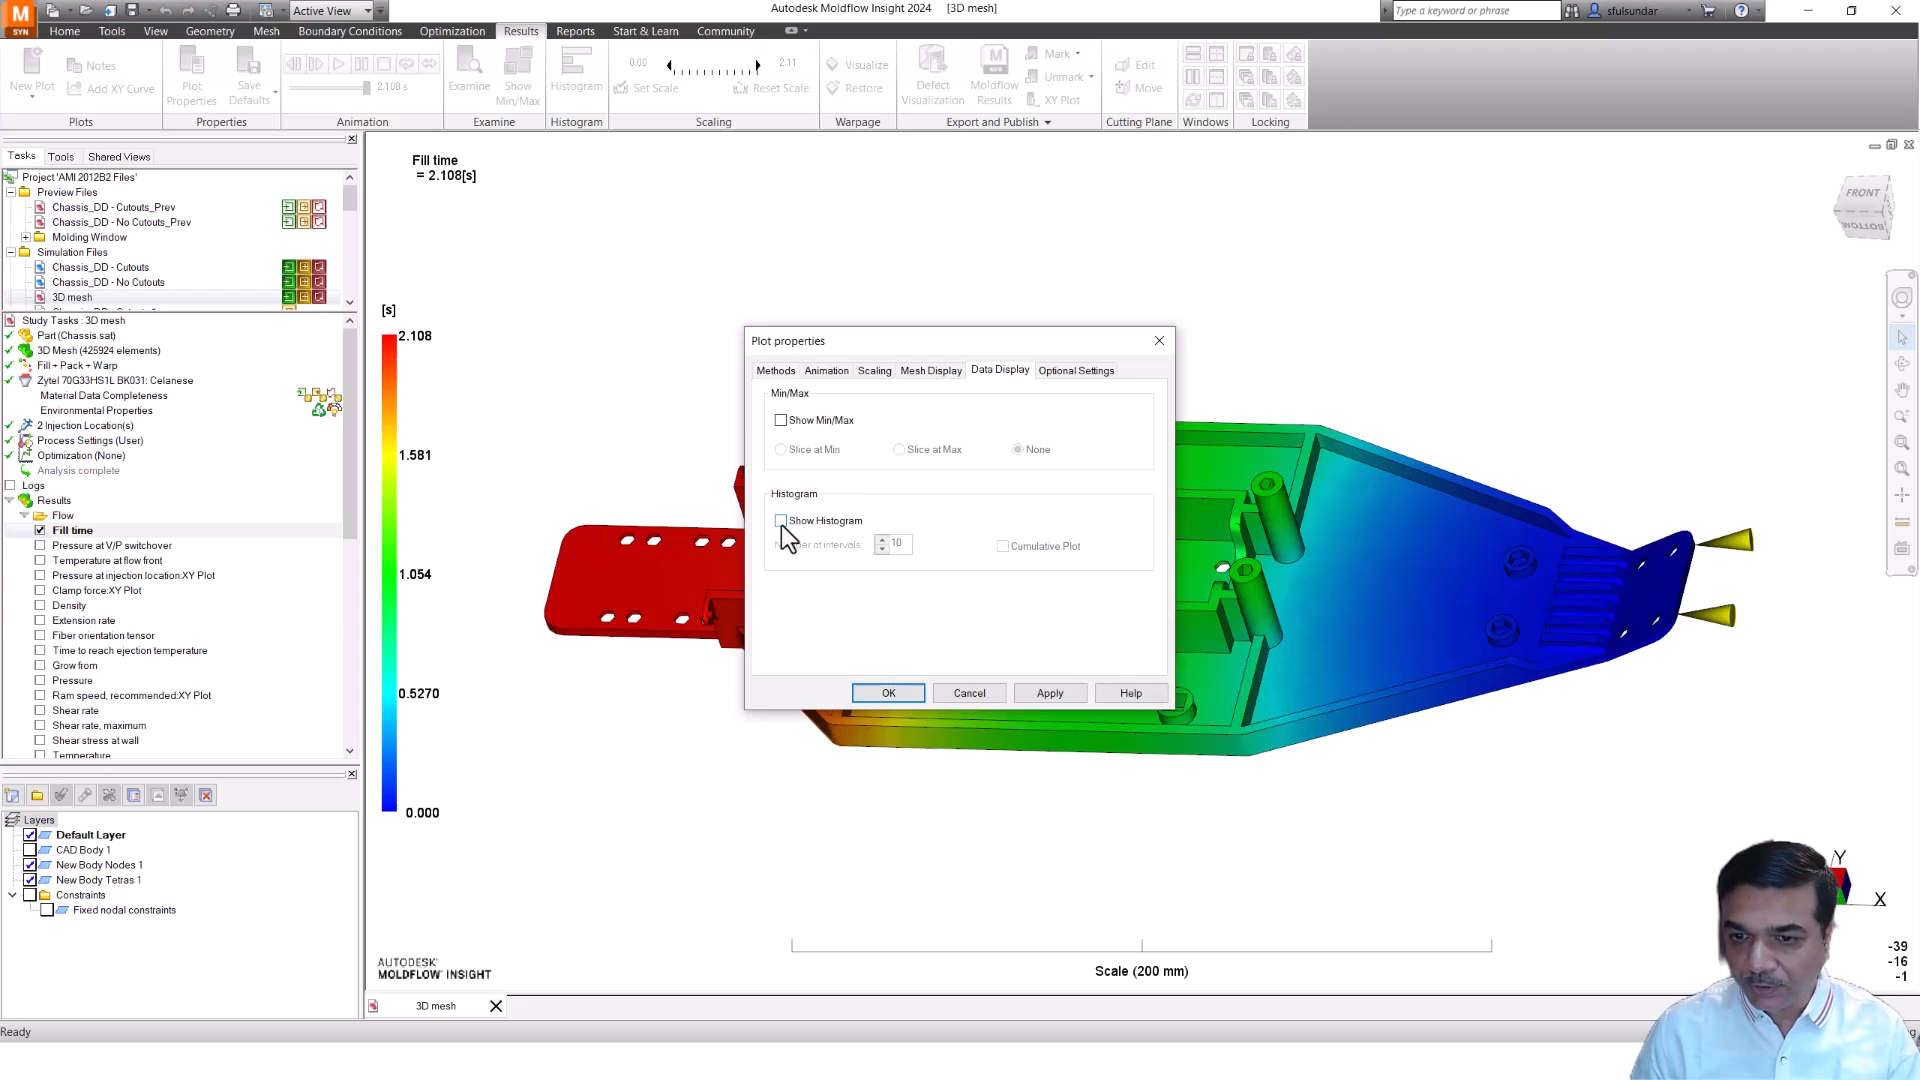 M
SYN
Active View
Autodesk Moldflow Insight 2024    [3D mesh]
Type a keyword or phrase
sfulsundar
Home
Tools
View
Geometry
Mesh
Boundary Conditions
Optimization
Results
Reports
Start & Learn
Community
New Plot
Notes
Add XY Curve
Plots
Plot Properties
Save Defaults
Properties
2.108 s
Animation
Examine
Show Min/Max
Examine
Histogram
Histogram
0.00
2.11
Set Scale
Reset Scale
Scaling
Visualize
Restore
Warpage
Defect Visualization
Moldflow Results
Mark
Unmark
XY Plot
Export and Publish
Edit
Move
Cutting Plane
Windows
Locking
Tasks
Tools
Shared Views
Project 'AMI 2012B2 Files'
Preview Files
Chassis_DD - Cutouts_Prev
Chassis_DD - No Cutouts_Prev
Molding Window
Simulation Files
Chassis_DD - Cutouts
Chassis_DD - No Cutouts
3D mesh
Study Tasks : 3D mesh
Part (Chassis.sat)
3D Mesh (425924 elements)
Fill + Pack + Warp
Zytel 70G33HS1L BK031: Celanese
Material Data Completeness
Environmental Properties
2 Injection Location(s)
Process Settings (User)
Optimization (None)
Analysis complete
Logs
Results
Flow
Fill time
Pressure at V/P switchover
Temperature at flow front
Pressure at injection location:XY Plot
Clamp force:XY Plot
Density
Extension rate
Fiber orientation tensor
Time to reach ejection temperature
Grow from
Pressure
Ram speed, recommended:XY Plot
Shear rate
Shear rate, maximum
Shear stress at wall
Temperature
Layers
Default Layer
CAD Body 1
New Body Nodes 1
New Body Tetras 1
Constraints
Fixed nodal constraints
Fill time
= 2.108[s]
[s]
2.108
1.581
1.054
0.5270
0.000
Plot properties
Methods
Animation
Scaling
Mesh Display
Data Display
Optional Settings
Min/Max
Show Min/Max
Slice at Min
Slice at Max
None
Histogram
Show Histogram
of intervals:
10
Cumulative Plot
OK
Cancel
Apply
Help
FRONT
BOTTOM
Y
X
-39
-16
-1
AUTODESK
MOLDFLOW INSIGHT
Scale (200 mm)
3D mesh
Ready